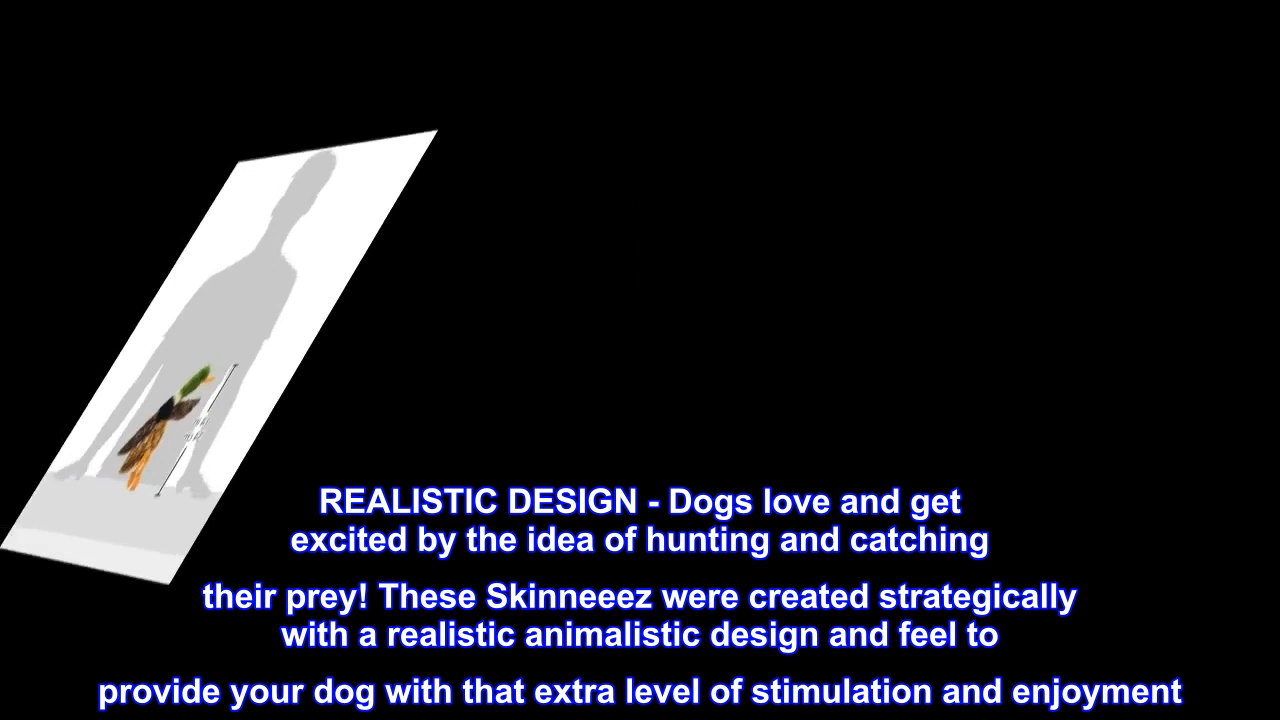 REALISTIC DESIGN - Dogs love and get
excited by the idea of hunting and catching
their prey! These Skinneeez were created strategically
with a realistic animalistic design and feel to
provide your dog with that extra level of stimulation and enjoyment